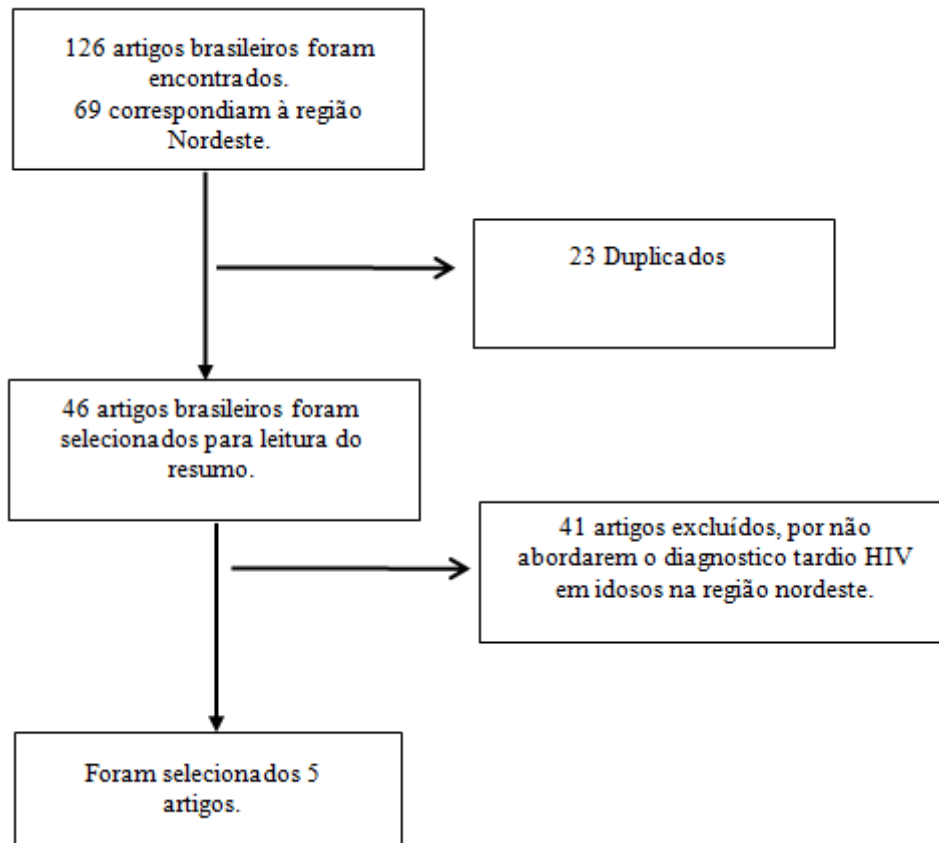 126 artigos brasileiros foram
encontrados.
69 correspondiam à região
Nordeste.
23 Duplicados
46 artigos brasileiros foram
selecionados para leitura do
resumo.
41 artigos excluídos, por não
abordarem o diagnostico tardio HIV
em idosos na região nordeste.
Foram selecionados 5
artigos.